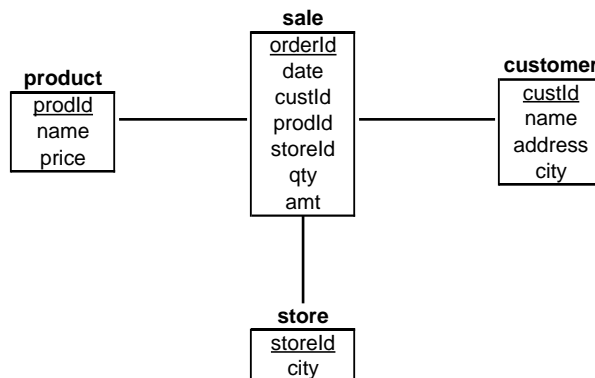 sale
orderId
date
custId
prodId
storeId
qty
amt
product
prodId
name
price
customer
custId
name
address
city
store
storeId
city